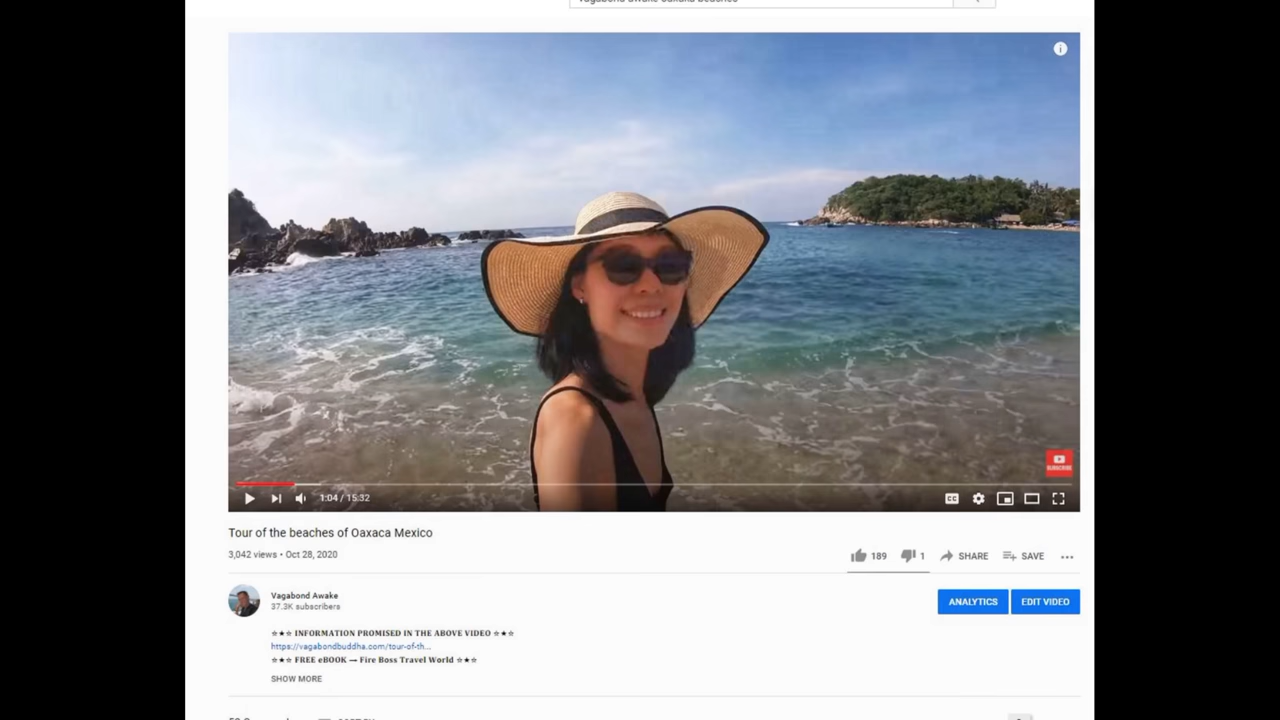 SUBSCRIBE
1:04 / 15:32
CC
Tour of the beaches of Oaxaca Mexico
3,042 views • Oct 28, 2020
189
1
SHARE
SAVE
Vagabond Awake
37.3K subscribers
ANALYTICS
EDIT VIDEO
☆★☆ INFORMATION PROMISED IN THE ABOVE VIDEO ☆★☆
https://vagabondbuddha.com/tour-of-th...
☆★☆ FREE eBOOK → Fire Boss Travel World ☆★☆
SHOW MORE